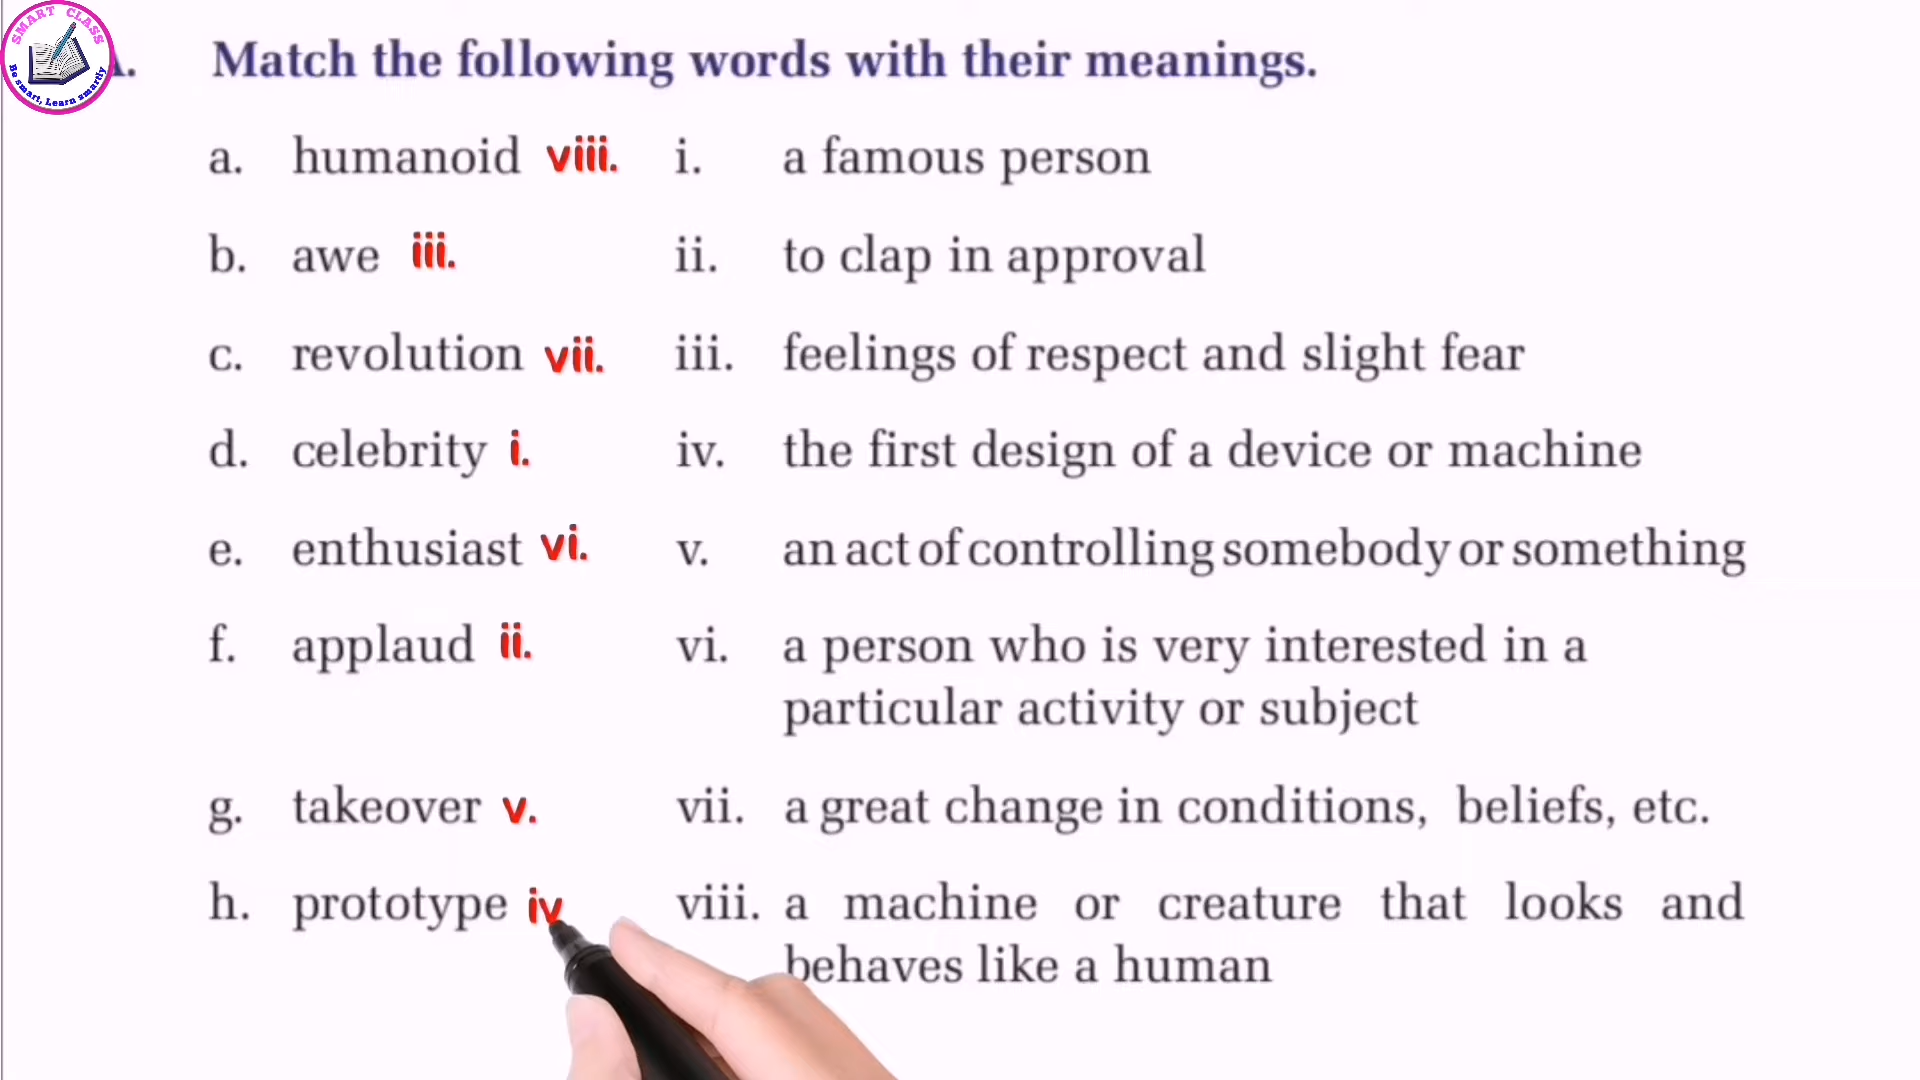 SMART CLASS
Be smart, Learn smartly
A. Match the following words with their meanings.
a. humanoid viii. i. a famous person
b. awe iii. ii. to clap in approval
c. revolution vii. iii. feelings of respect and slight fear
d. celebrity i. iv. the first design of a device or machine
e. enthusiast vi. v. an act of controlling somebody or something
f. applaud ii. vi. a person who is very interested in a
particular activity or subject
g. takeover v. vii. a great change in conditions, beliefs, etc.
h. prototype iv viii. a machine or creature that looks and
behaves like a human